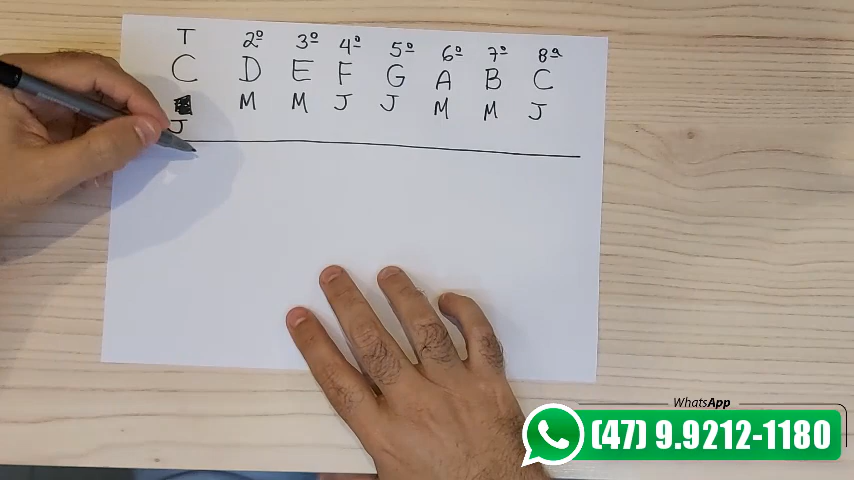 T 2º 3º 4º 5º 6º 7º 8ª
C D E F G A B C
M M J J M M J
J
WhatsApp
(47) 9.9212-1180